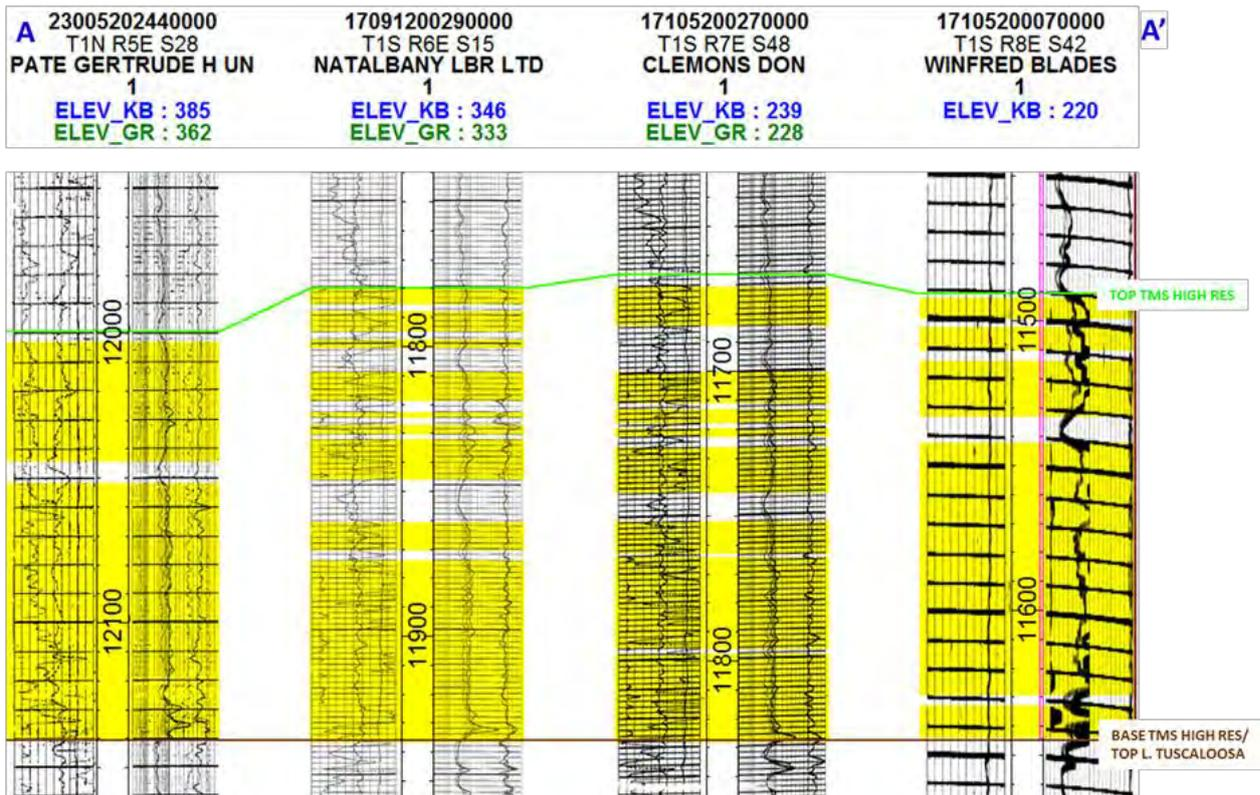 A
23005202440000
T1N R5E S28
PATE GERTRUDE H UN
1
ELEV_KB : 385
ELEV_GR : 362
17091200290000
T1S R6E S15
NATALBANY LBR LTD
1
ELEV_KB : 346
ELEV_GR : 333
17105200270000
T1S R7E S48
CLEMONS DON
1
ELEV_KB : 239
ELEV_GR : 228
17105200070000
T1S R8E S42
WINFRED BLADES
1
ELEV_KB : 220
A'
12000
12100
11800
11900
11700
11800
11500
11600
TOP TMS HIGH RES
BASE TMS HIGH RES/
TOP L. TUSCALOOSA